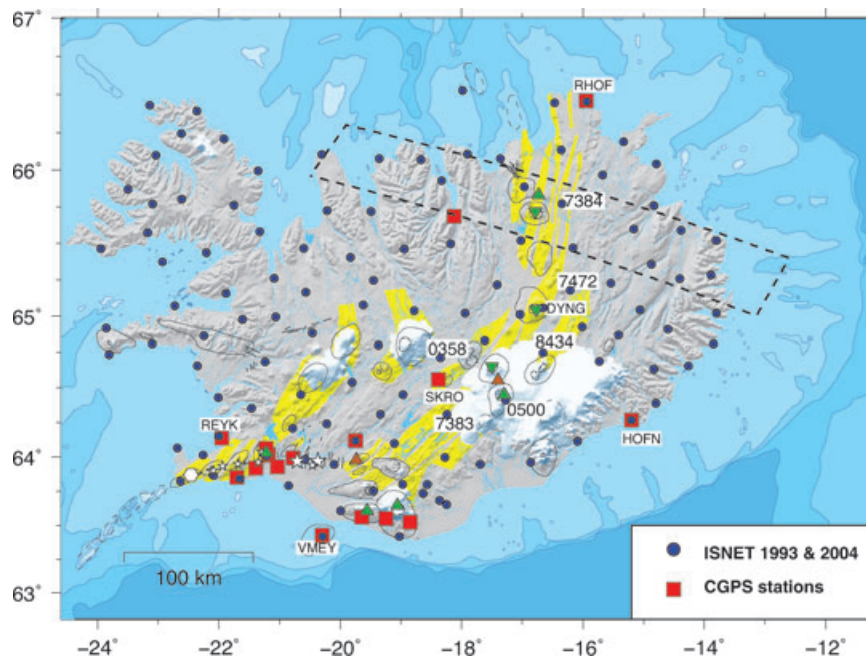 67˚
66˚
65˚
64˚
63˚
RHOF
7384
7472
DYNG
8434
0358
SKRO
0500
7383
REYK
HOFN
VMEY
100 km
ISNET 1993 & 2004
CGPS stations
−24˚ −22˚ −20˚ −18˚ −16˚ −14˚ −12˚